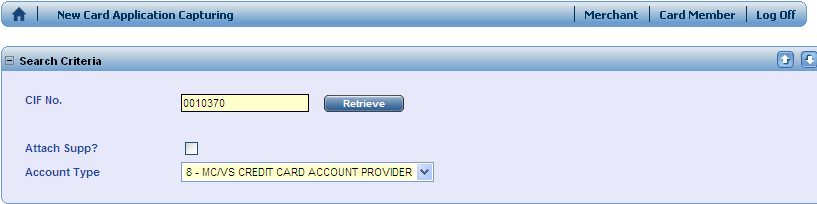 New Card Application Capturing Merchant Card Member Log Off
Search Criteria
CIF No. 0010370 Retrieve
Attach Supp?
Account Type 8 - MC/VS CREDIT CARD ACCOUNT PROVIDER